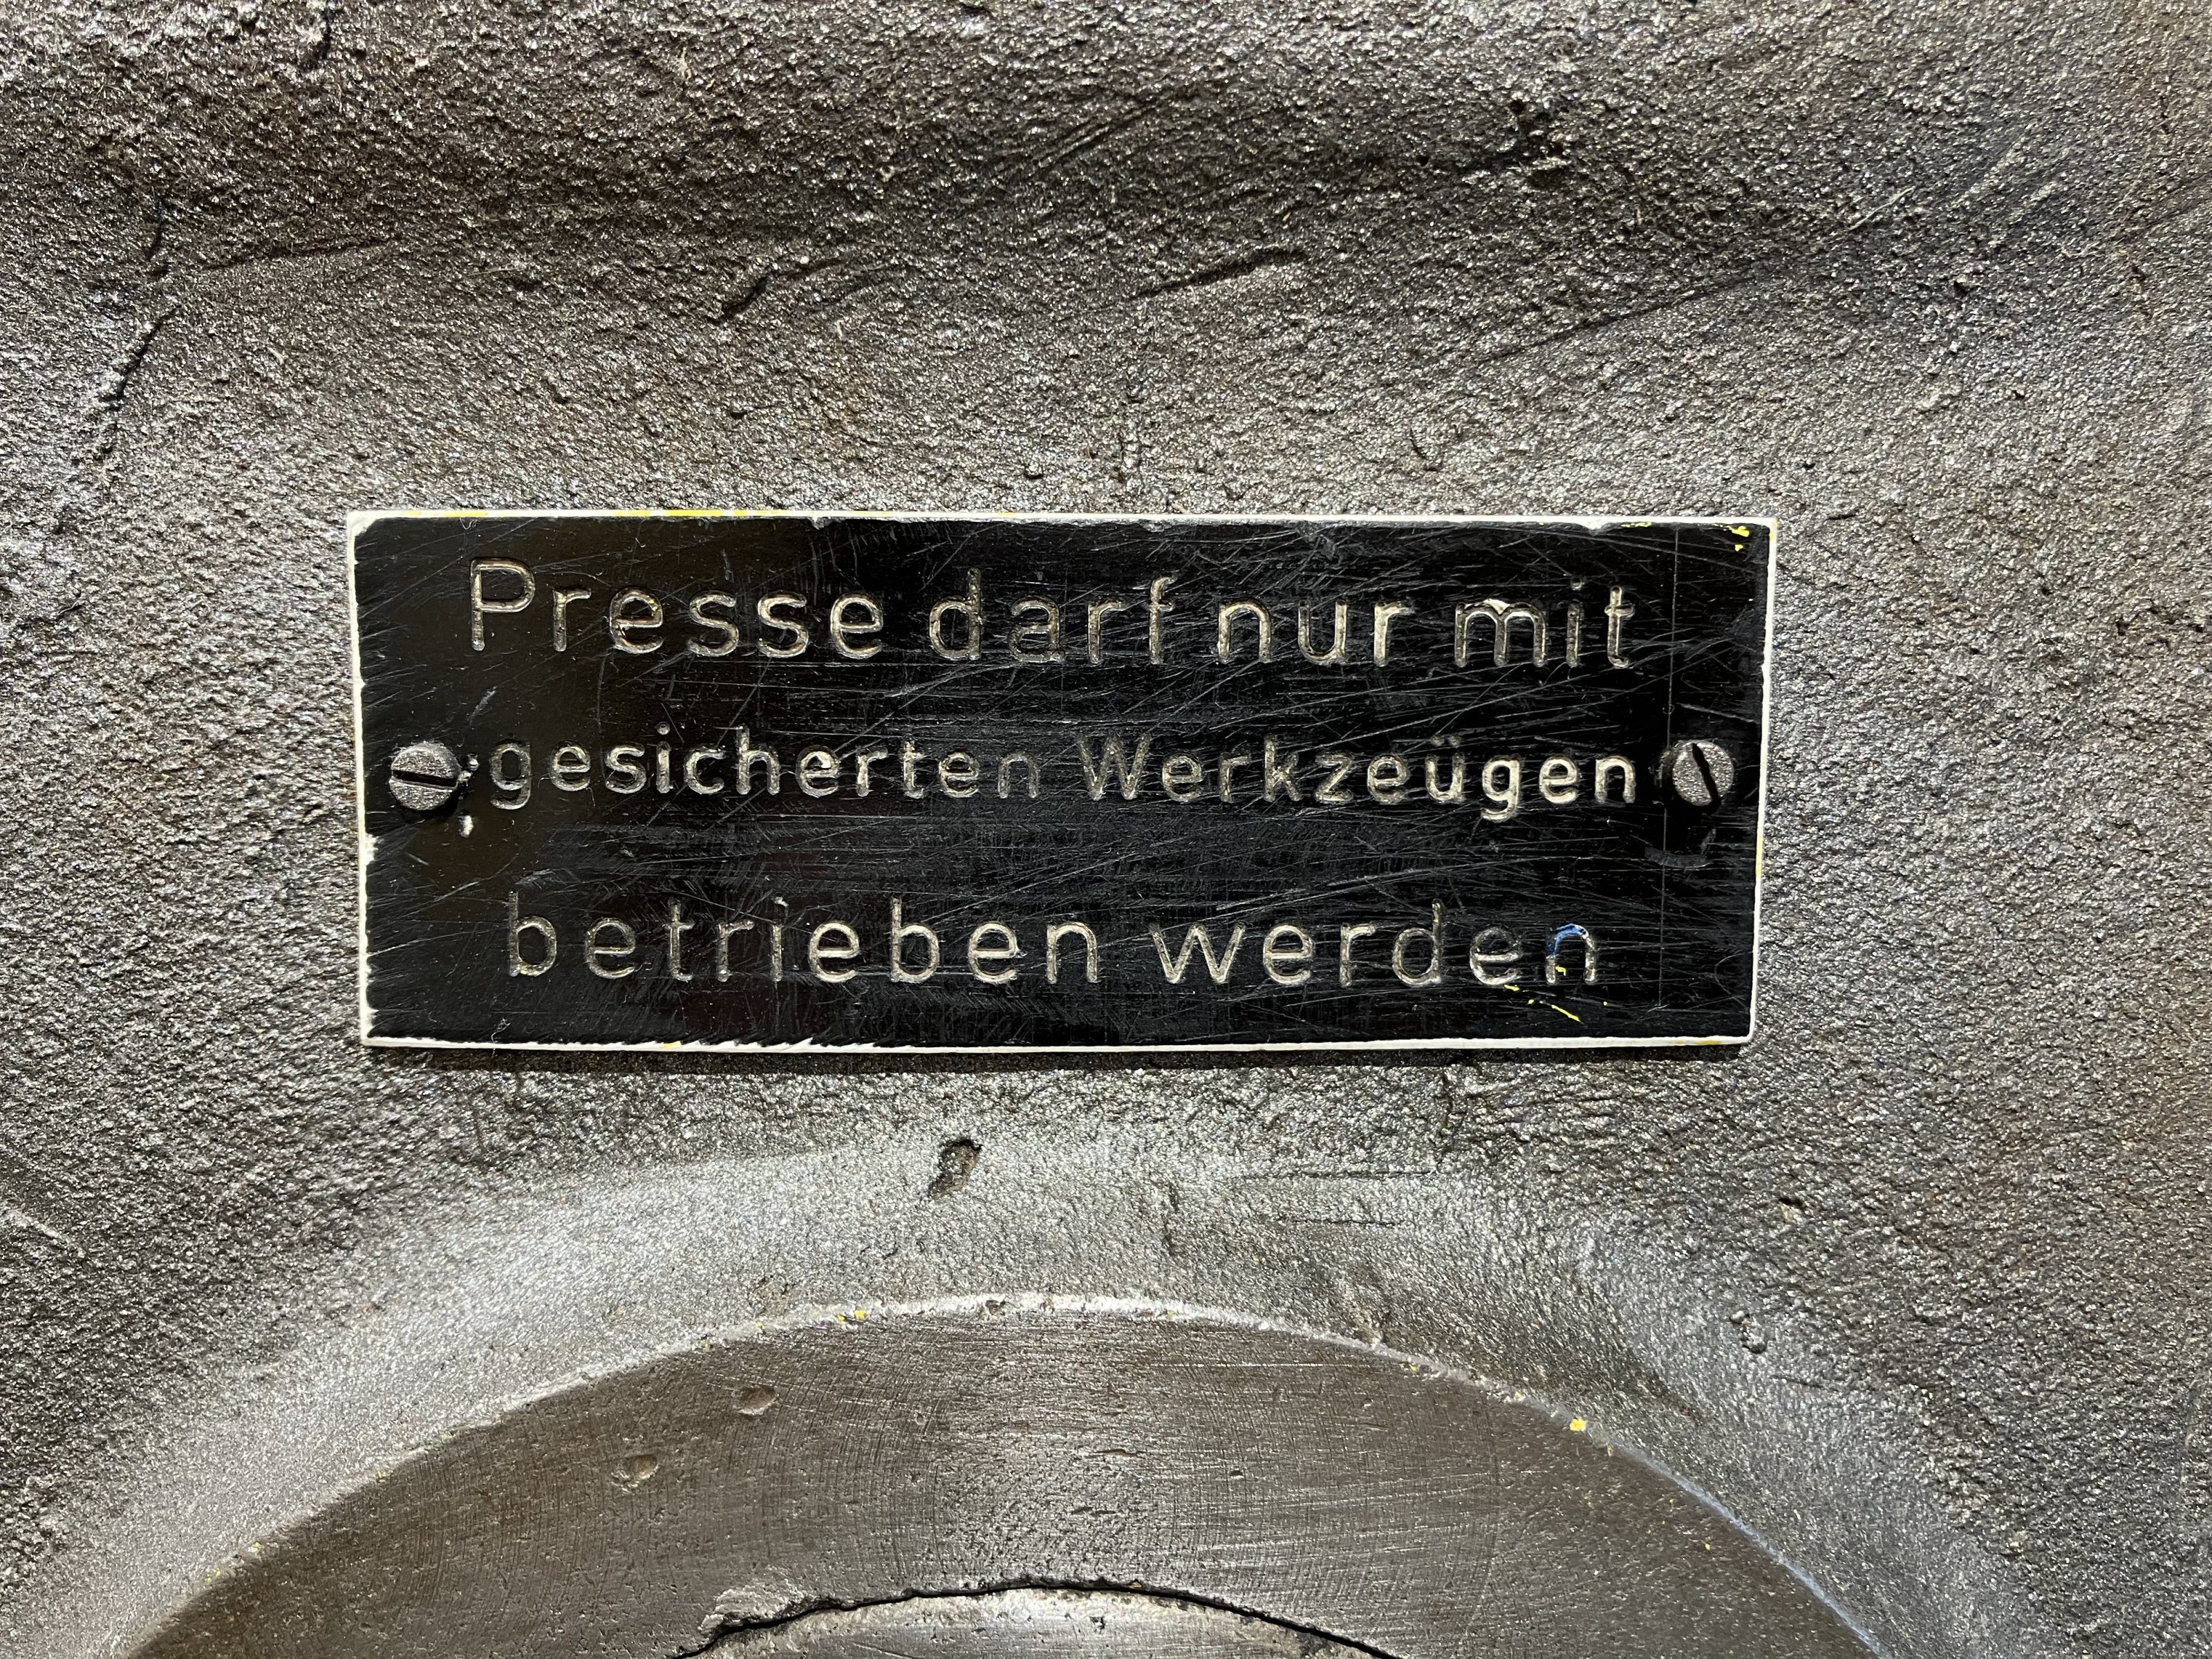 Presse darf nur mit
gesicherten Werkzeügen
betrieben werden